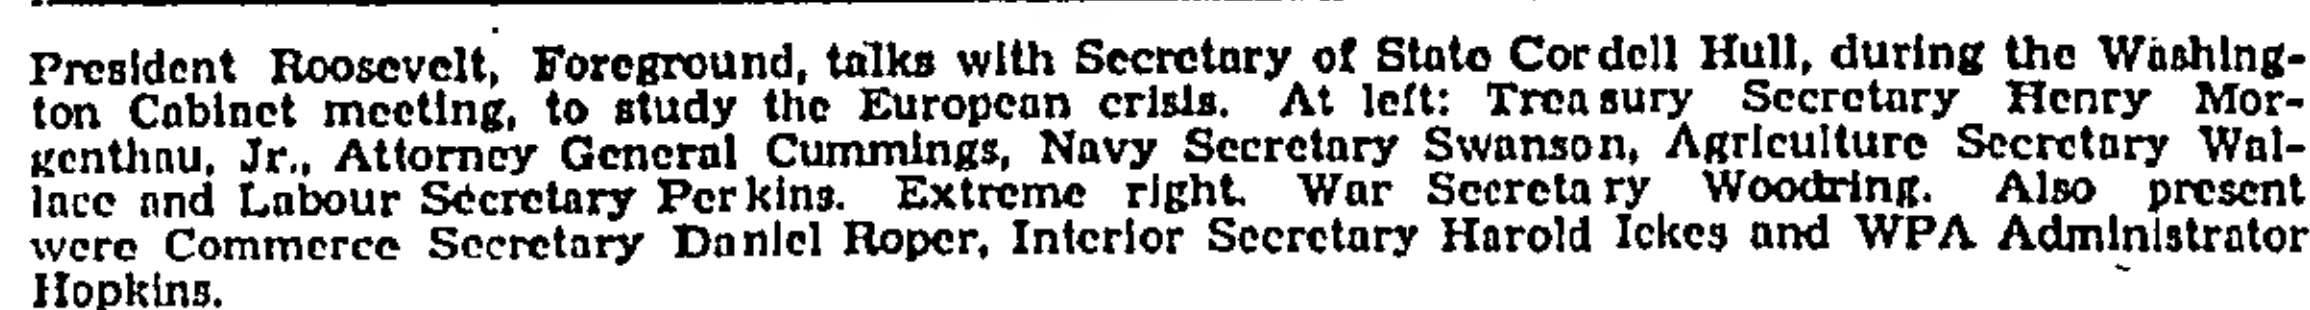 President Roosevelt, Foreground, talks with Secretary of State Cordell Hull, during the Washing-
ton Cabinet meeting, to study the European crisis. At left: Treasury Secretary Henry Mor-
genthau, Jr., Attorney General Cummings, Navy Secretary Swanson, Agriculture Secretary Wal-
lace and Labour Secretary Perkins. Extreme right. War Secretary Woodring. Also present
were Commerce Secretary Daniel Roper, Interior Secretary Harold Ickes and WPA Administrator
Hopkins.